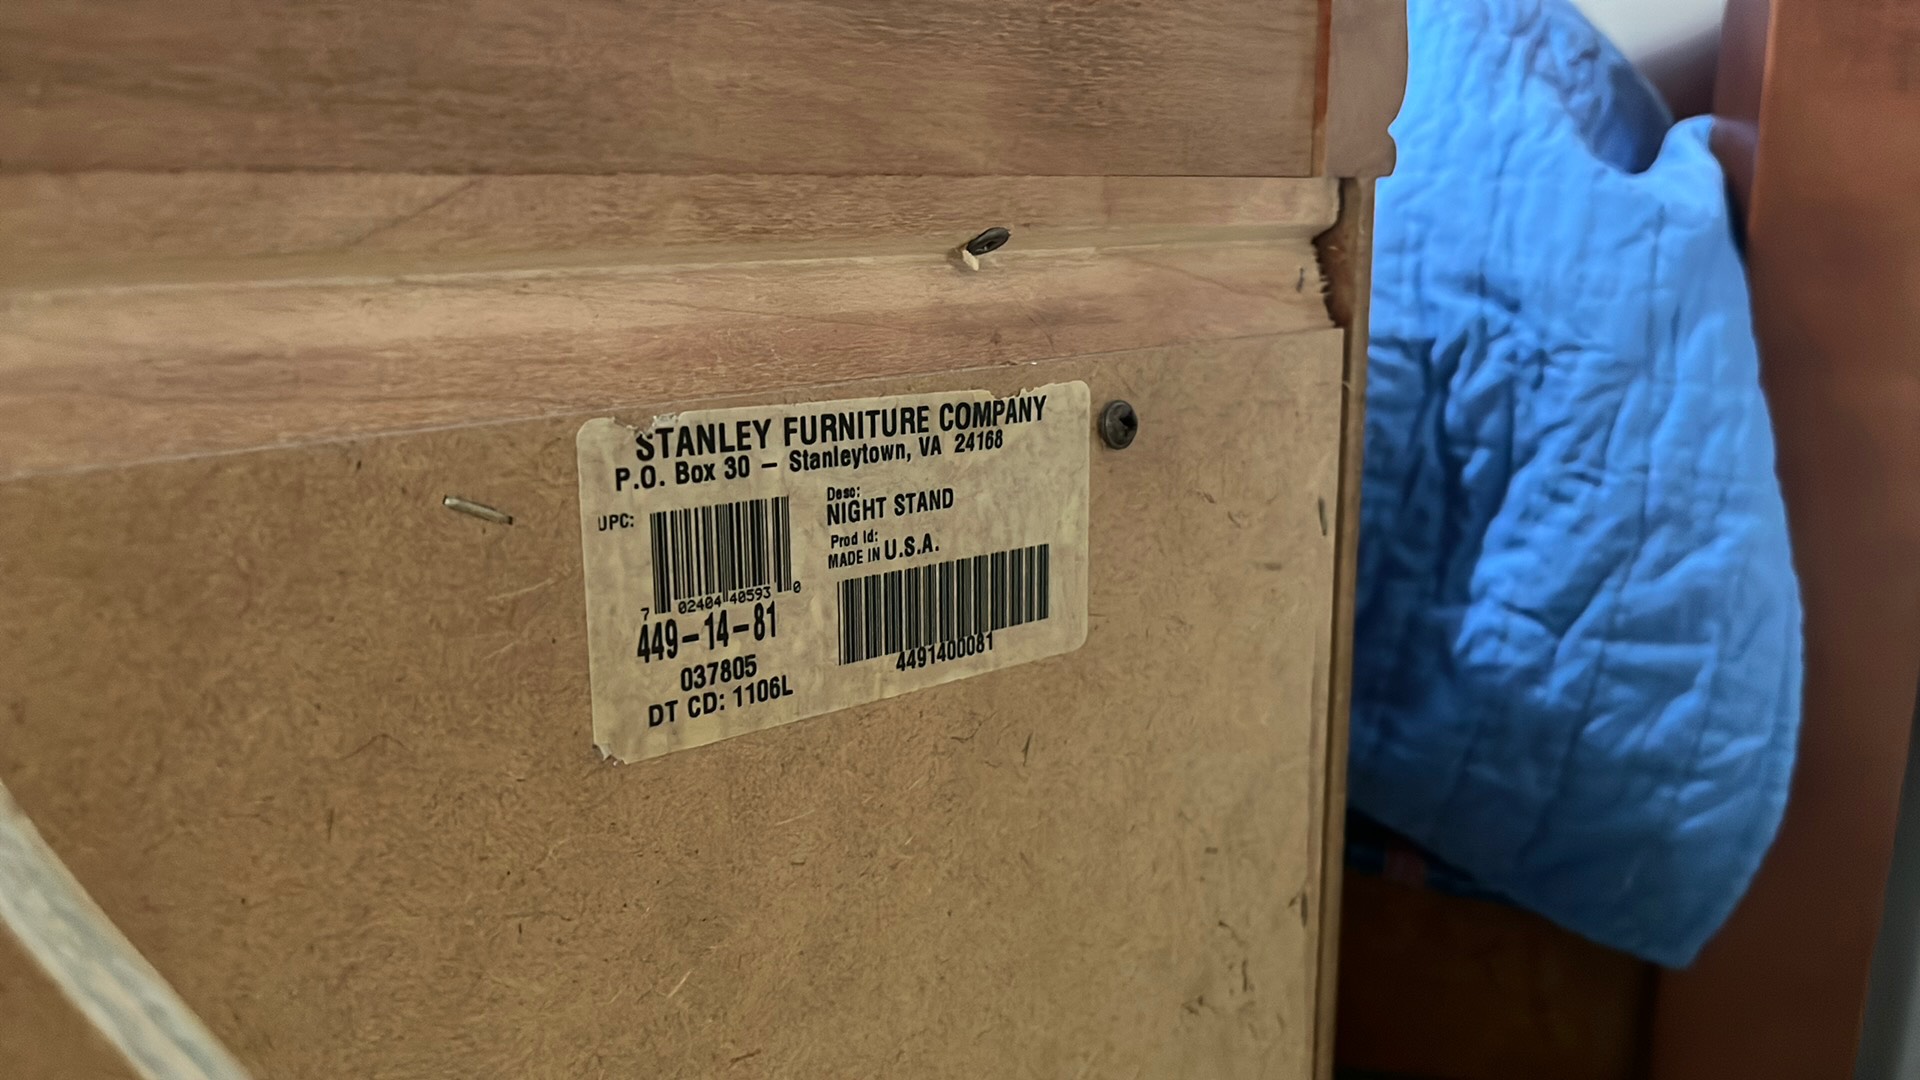 STANLEY FURNITURE COMPANY
P.O. Box 30 – Stanleytown, VA 24168
UPC:
7 02404 40593 0
449-14-81
037805
DT CD: 1106L
Desc:
NIGHT STAND
Prod Id:
MADE IN U.S.A.
4491400081